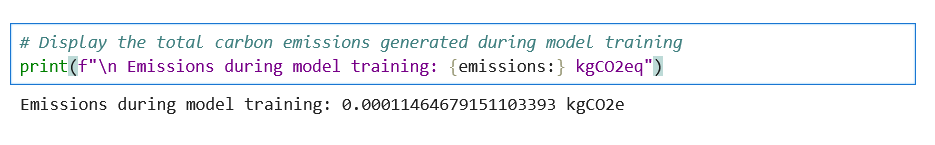 # Display the total carbon emissions generated during model training
print(f"\n Emissions during model training: {emissions:} kgCO2eq")
Emissions during model training: 0.00011464679151103393 kgCO2e